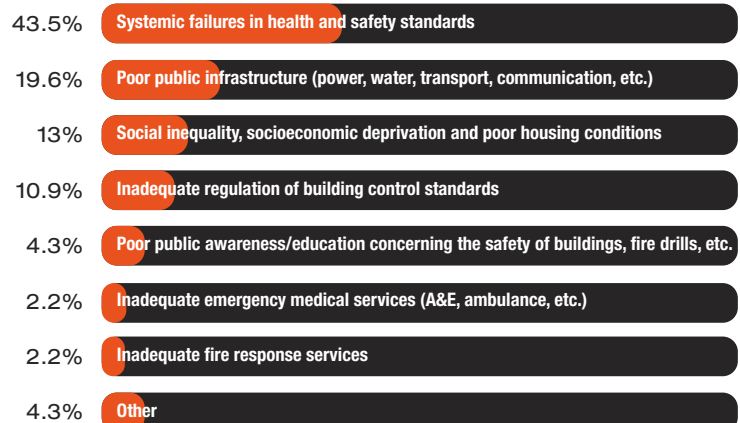 43.5% Systemic failures in health and safety standards
19.6% Poor public infrastructure (power, water, transport, communication, etc.)
13% Social inequality, socioeconomic deprivation and poor housing conditions
10.9% Inadequate regulation of building control standards
4.3% Poor public awareness/education concerning the safety of buildings, fire drills, etc.
2.2% Inadequate emergency medical services (A&E, ambulance, etc.)
2.2% Inadequate fire response services
4.3% Other